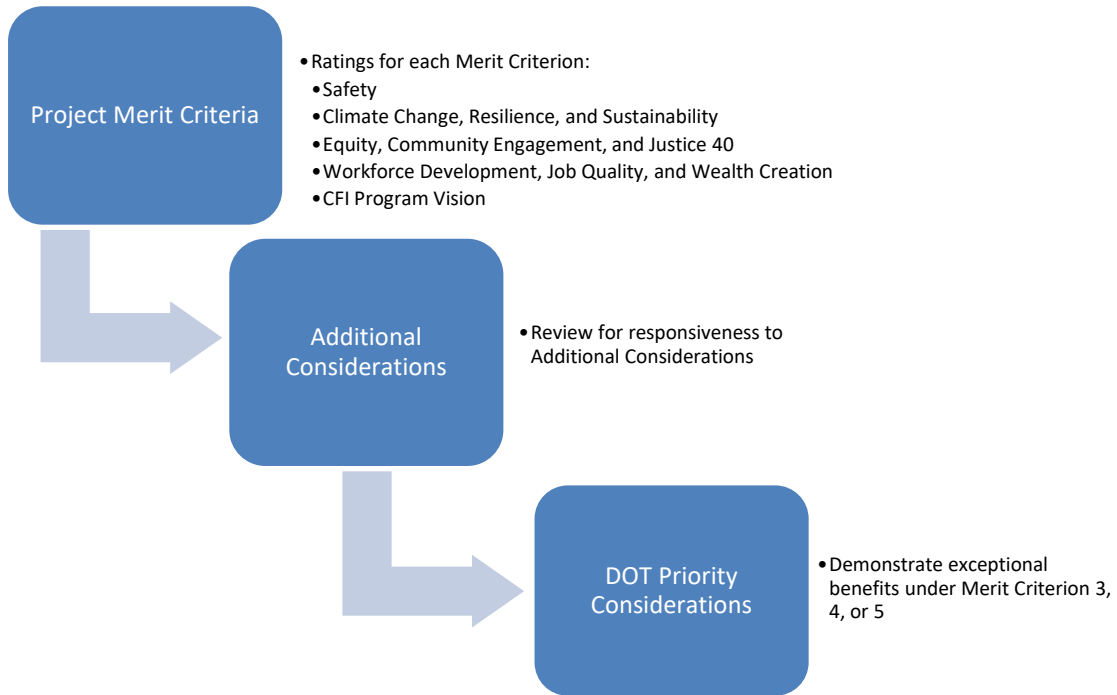 Project Merit Criteria
•Ratings for each Merit Criterion:
•Safety
•Climate Change, Resilience, and Sustainability
•Equity, Community Engagement, and Justice 40
•Workforce Development, Job Quality, and Wealth Creation
•CFI Program Vision
Additional
Considerations
•Review for responsiveness to
Additional Considerations
DOT Priority
Considerations
•Demonstrate exceptional
benefits under Merit Criterion 3,
4, or 5